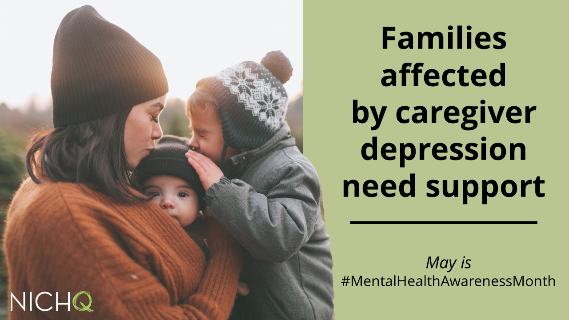 Families
affected
by caregiver
depression
need support
May is
#MentalHealthAwarenessMonth
NICHQ